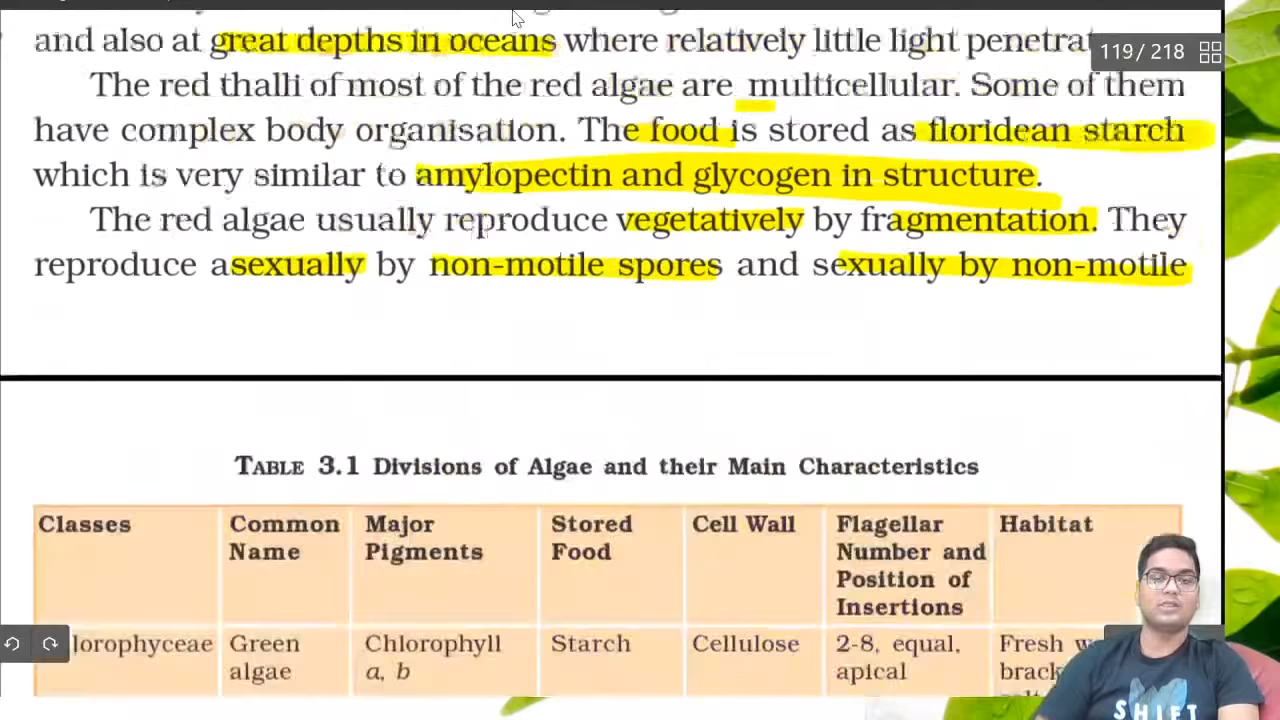 and also at great depths in oceans where relatively little light
119 / 218
The red thalli of most of the red algae are multicellular. Some of them
have complex body organisation. The food is stored as floridean starch
which is very similar to amylopectin and glycogen in structure.
The red algae usually reproduce vegetatively by fragmentation. They
reproduce asexually by non-motile spores and sexually by non-motile
TABLE 3.1 Divisions of Algae and their Main Characteristics
Classes Common Name Major Pigments Stored Food Cell Wall Flagellar Number and Position of Insertions Habitat
lorophyceae Green algae Chlorophyll a, b Starch Cellulose 2-8, equal, apical Fresh
SHIFT